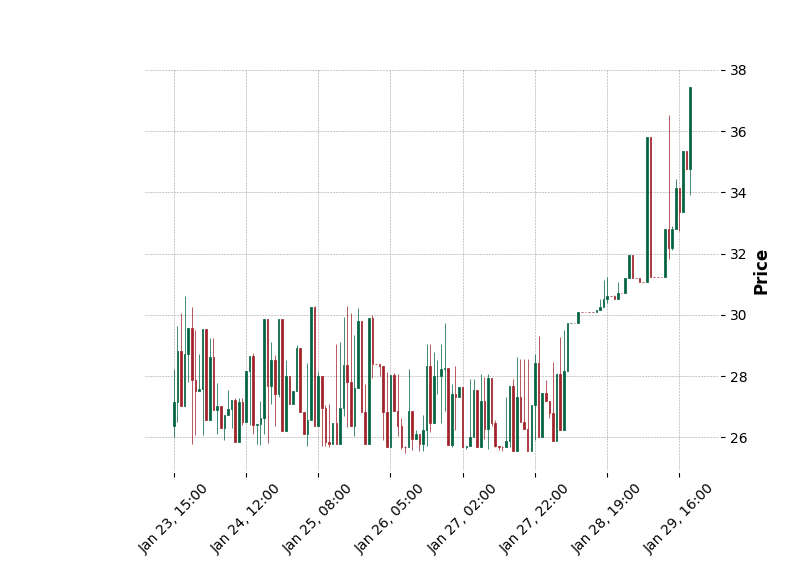 38
36
34
32
30
28
26
Price
Jan 23, 15:00
Jan 24, 12:00
Jan 25, 08:00
Jan 26, 05:00
Jan 27, 02:00
Jan 27, 22:00
Jan 28, 19:00
Jan 29, 16:00